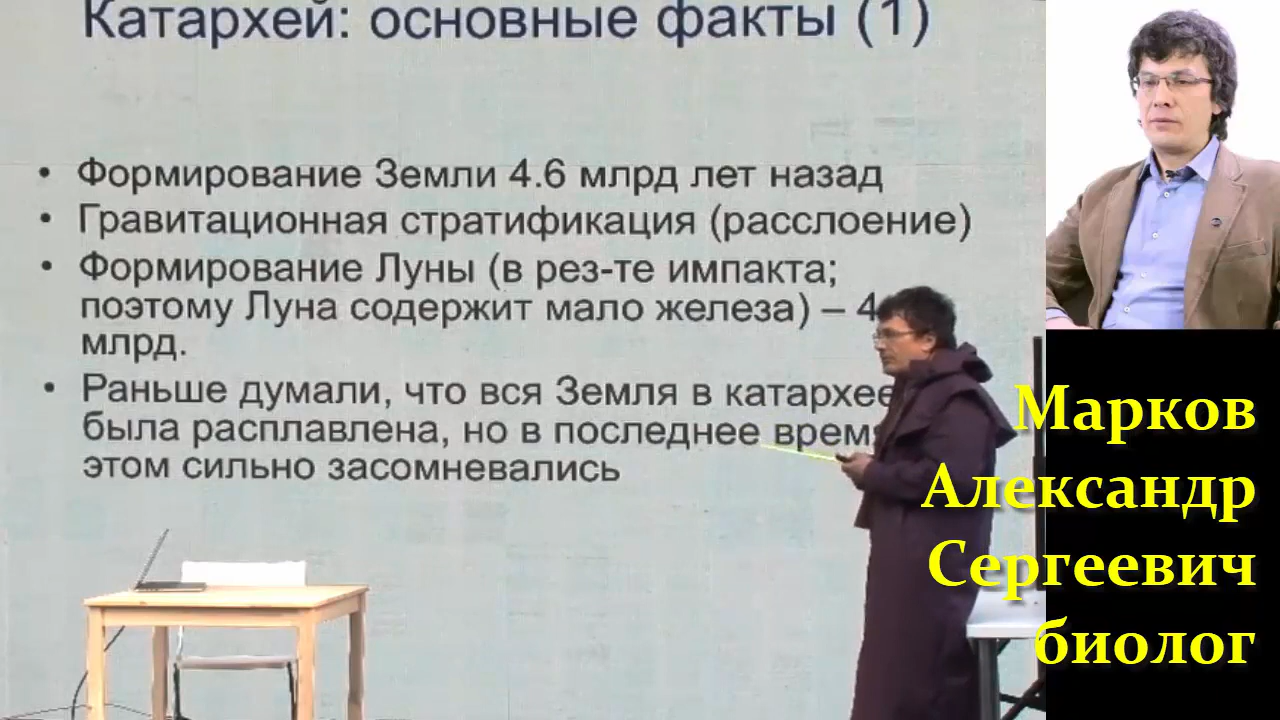 Катархей: основные факты (1)
• Формирование Земли 4.6 млрд лет назад
• Гравитационная стратификация (расслоение)
• Формирование Луны (в рез-те импакта;
поэтому Луна содержит мало железа) – 4
млрд.
• Раньше думали, что вся Земля в катархее
была расплавлена, но в последнее
этом сильно засомневались
Марков
Александр
Сергеевич
биолог